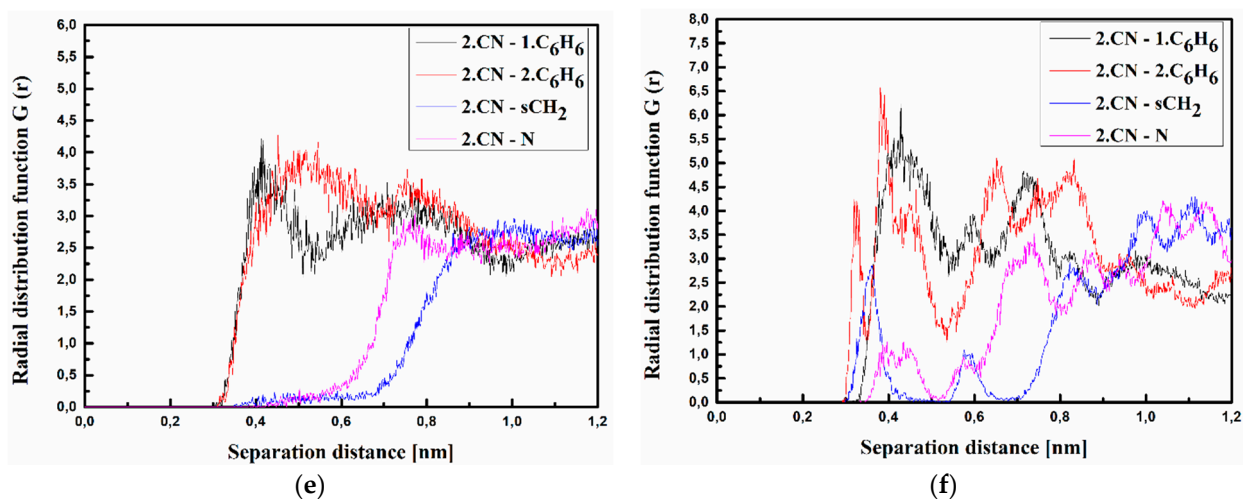 6,0
5,5
5,0
4,5
4,0
3,5
3,0
2,5
2,0
1,5
1,0
0,5
0,0
Radial distribution function G (r)
2.CN - 1.C6H6
2.CN - 2.C6H6
2.CN - sCH2
2.CN - N
0,0 0,2 0,4 0,6 0,8 1,0 1,2
Separation distance [nm]
(e)
8,0
7,5
7,0
6,5
6,0
5,5
5,0
4,5
4,0
3,5
3,0
2,5
2,0
1,5
1,0
0,5
0,0
Radial distribution function G (r)
2.CN - 1.C6H6
2.CN - 2.C6H6
2.CN - sCH2
2.CN - N
0,0 0,2 0,4 0,6 0,8 1,0 1,2
Separation distance [nm]
(f)